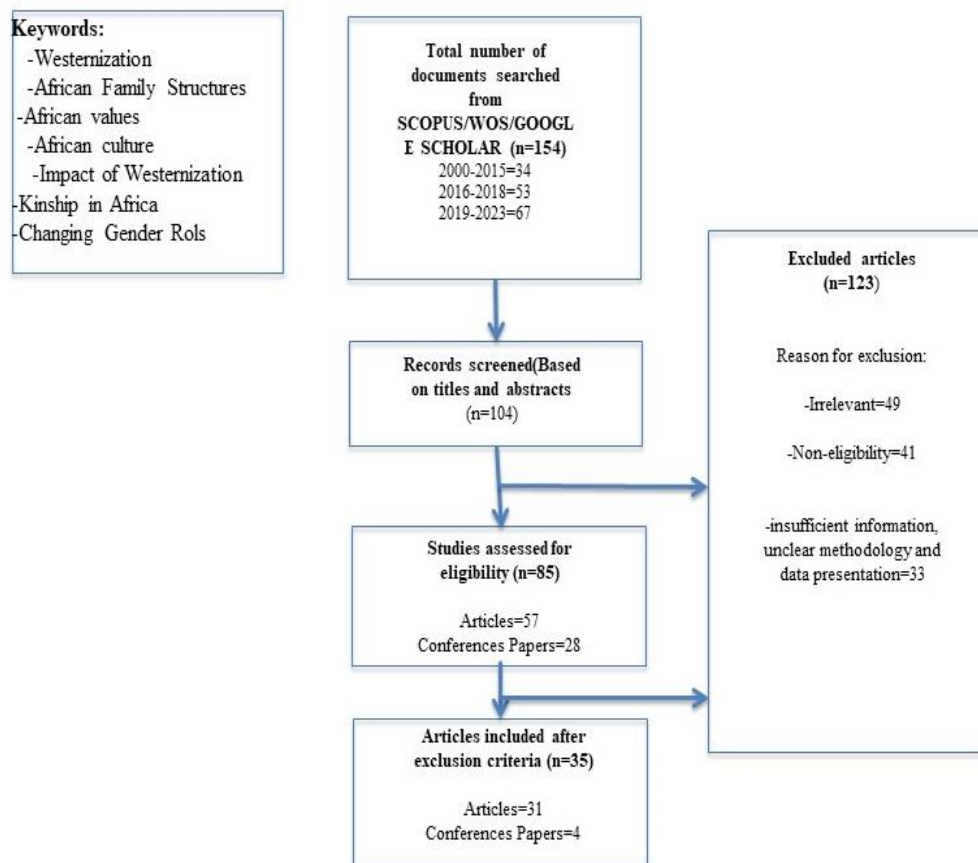 Keywords:
-Westernization
-African Family Structures
-African values
-African culture
-Impact of Westernization
-Kinship in Africa
-Changing Gender Rols
Total number of
documents searched
from
SCOPUS/WOS/GOOGL
E SCHOLAR (n=154)
2000-2015=34
2016-2018=53
2019-2023=67
Records screened(Based
on titles and abstracts
(n=104)
Excluded articles
(n=123)
Reason for exclusion:
-Irrelevant=49
-Non-eligibility=41
-insufficient information,
unclear methodology and
data presentation=33
Studies assessed for
eligibility (n=85)
Articles=57
Conferences Papers=28
Articles included after
exclusion criteria (n=35)
Articles=31
Conferences Papers=4